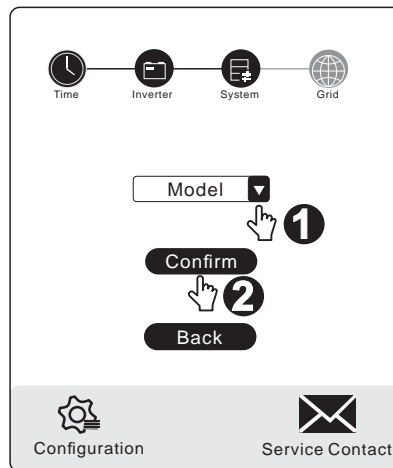 Time Inverter System Grid
Model
1
Confirm
2
Back
Configuration Service Contact